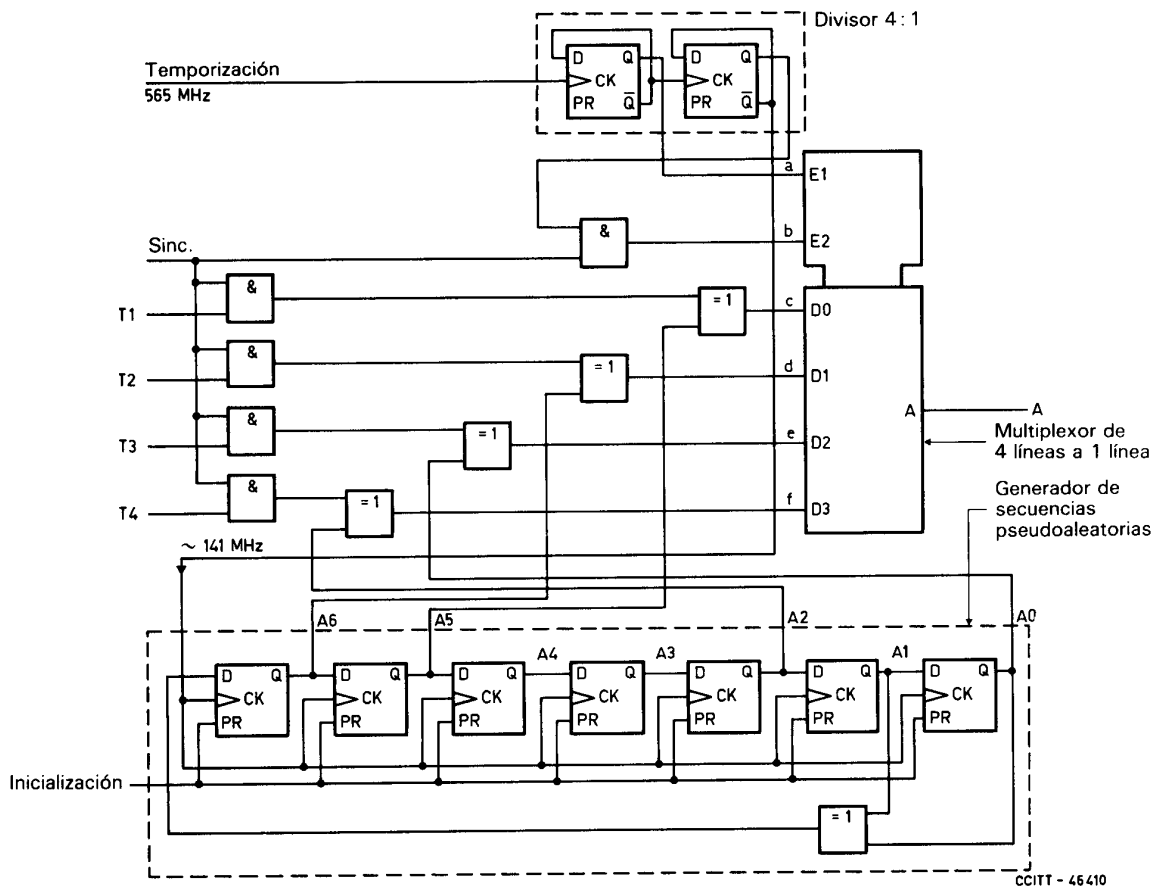 Divisor 4 : 1
D Q
CK
PR Q̅
D Q
CK
PR Q̅
Temporización
565 MHz
a
E1
b
E2
&
Sinc.
&
T1
= 1
c
D0
&
T2
= 1
d
D1
&
T3
= 1
e
D2
&
T4
= 1
f
D3
A
A
Multiplexor de
4 líneas a 1 línea
Generador de
secuencias
pseudoaleatorias
~ 141 MHz
A6
A5
A4
A3
A2
A1
A0
D Q
CK
PR
D Q
CK
PR
D Q
CK
PR
D Q
CK
PR
D Q
CK
PR
D Q
CK
PR
D Q
CK
PR
Inicialización
= 1
CCITT - 46410